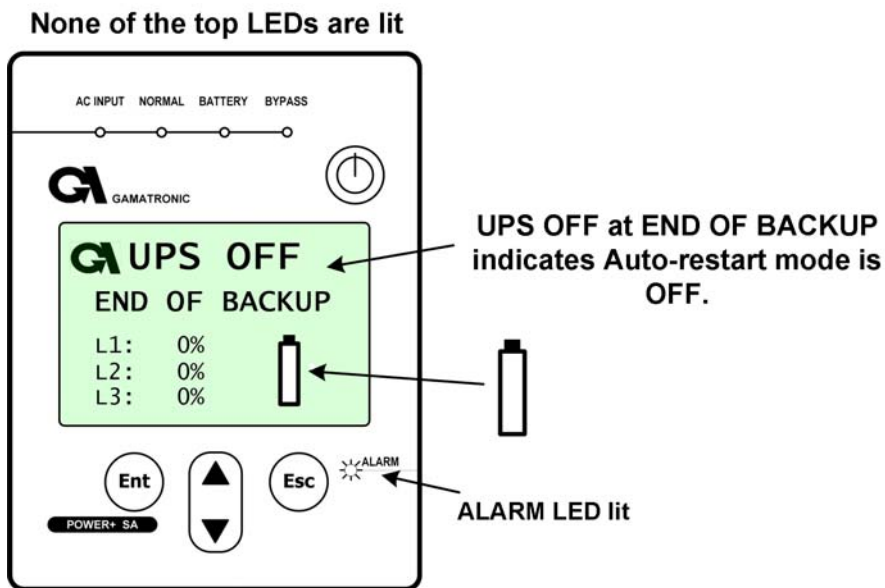 None of the top LEDs are lit
AC INPUT NORMAL BATTERY BYPASS
GAMATRONIC
UPS OFF
END OF BACKUP
L1: 0%
L2: 0%
L3: 0%
Ent
Esc
ALARM
POWER+ SA
UPS OFF at END OF BACKUP
indicates Auto-restart mode is
OFF.
ALARM LED lit